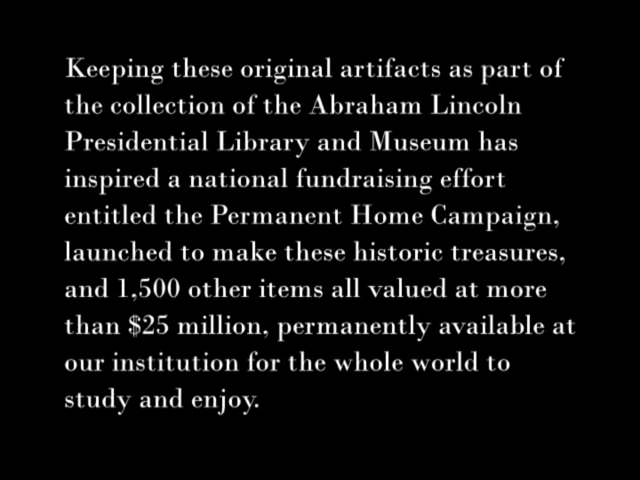 Keeping these original artifacts as part of
the collection of the Abraham Lincoln
Presidential Library and Museum has
inspired a national fundraising effort
entitled the Permanent Home Campaign,
launched to make these historic treasures,
and 1,500 other items all valued at more
than $25 million, permanently available at
our institution for the whole world to
study and enjoy.